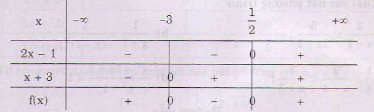 x −∞ −3 1/2 +∞
2x − 1 − − 0 +
x + 3 − 0 + +
f(x) + 0 − 0 +